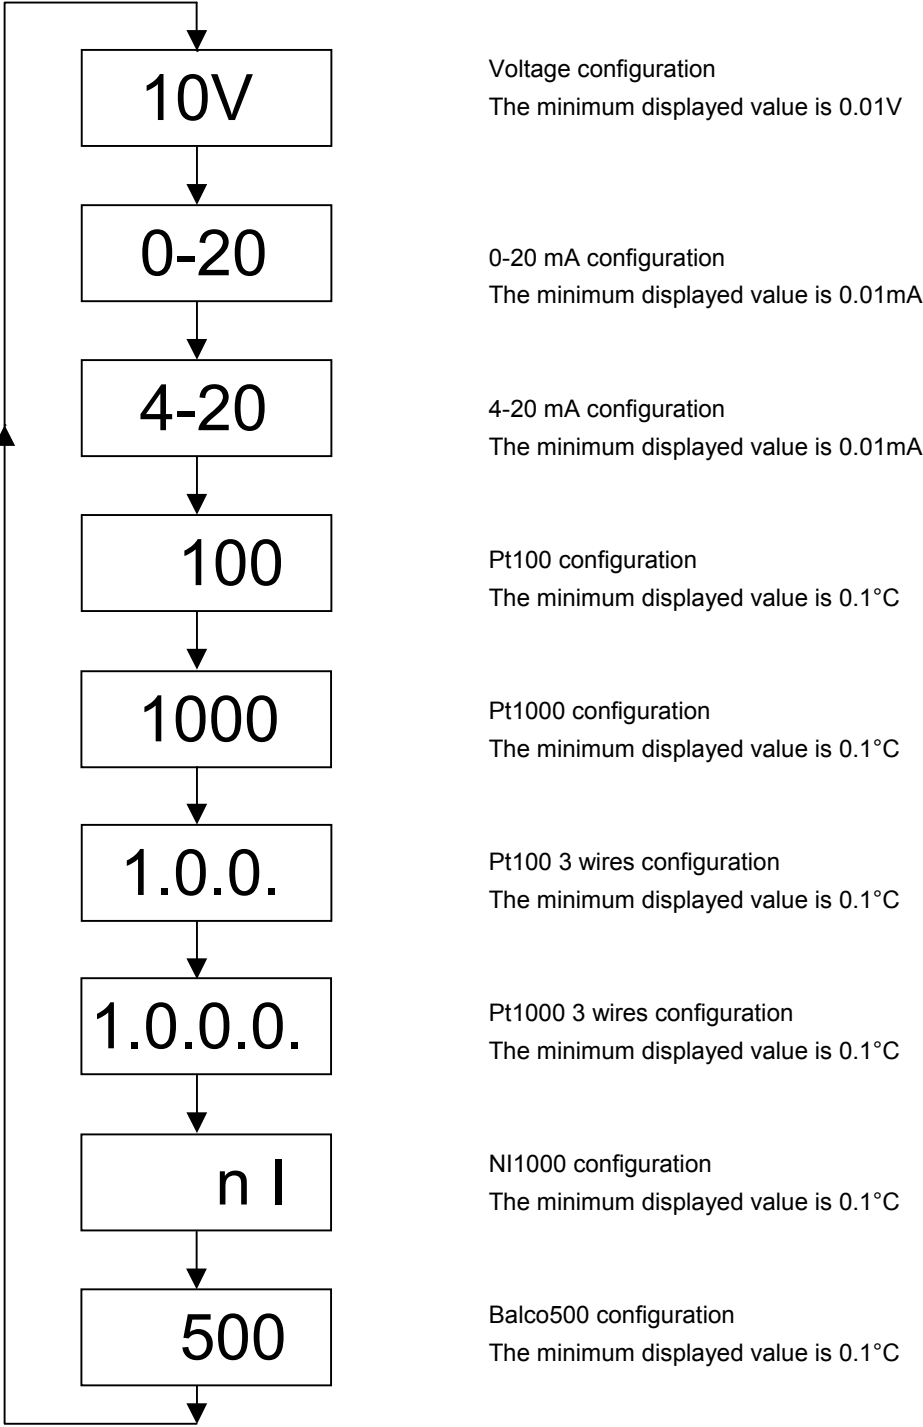 10V
Voltage configuration
The minimum displayed value is 0.01V
0-20
0-20 mA configuration
The minimum displayed value is 0.01mA
4-20
4-20 mA configuration
The minimum displayed value is 0.01mA
100
Pt100 configuration
The minimum displayed value is 0.1°C
1000
Pt1000 configuration
The minimum displayed value is 0.1°C
1.0.0.
Pt100 3 wires configuration
The minimum displayed value is 0.1°C
1.0.0.0.
Pt1000 3 wires configuration
The minimum displayed value is 0.1°C
n I
NI1000 configuration
The minimum displayed value is 0.1°C
500
Balco500 configuration
The minimum displayed value is 0.1°C